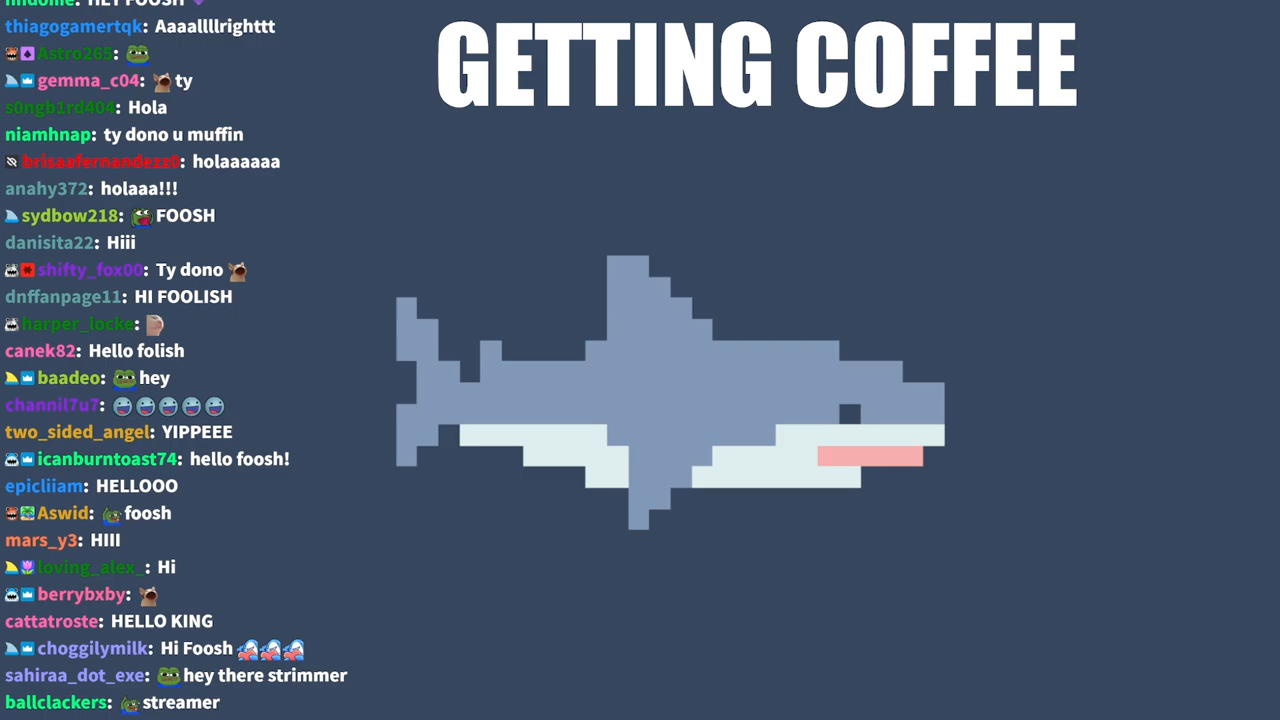 HEY FOOSH
thiagogamertqk: Aaaallllrighttt
Astro265:
gemma_c04: ty
s0ngb1rd404: Hola
niamhnap: ty dono u muffin
brisaafernandezz0: holaaaaaa
anahy372: holaaa!!!
sydbow218: FOOSH
danisita22: Hiii
shifty_fox00: Ty dono
dnffanpage11: HI FOOLISH
harper_locke:
canek82: Hello folish
baadeo: hey
channil7u7:
two_sided_angel: YIPPEEE
icanburntoast74: hello foosh!
epicliiam: HELLOOO
Aswid: foosh
mars_y3: HIII
loving_alex_: Hi
berrybxby:
cattatroste: HELLO KING
choggilymilk: Hi Foosh
sahiraa_dot_exe: hey there strimmer
ballclackers: streamer
GETTING COFFEE